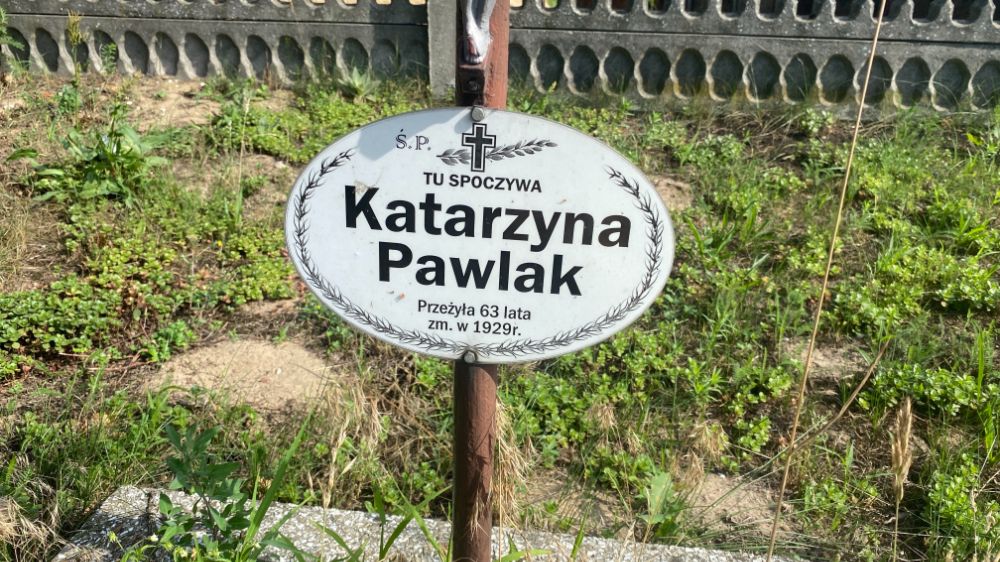 Ś.P.
TU SPOCZYWA
Katarzyna
Pawlak
Przeżyła 63 lata
zm. w 1929r.